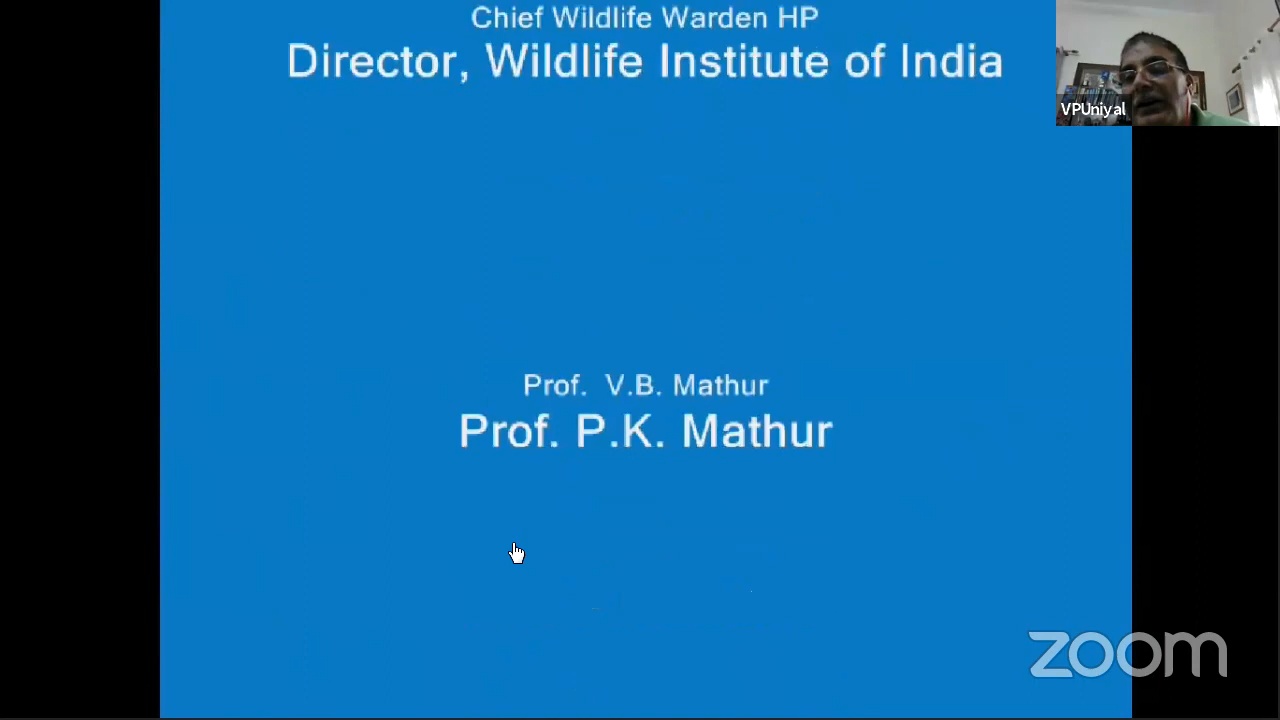 Chief Wildlife Warden HP
Director, Wildlife Institute of India
VPUniyal
Prof. V.B. Mathur
Prof. P.K. Mathur
zoom